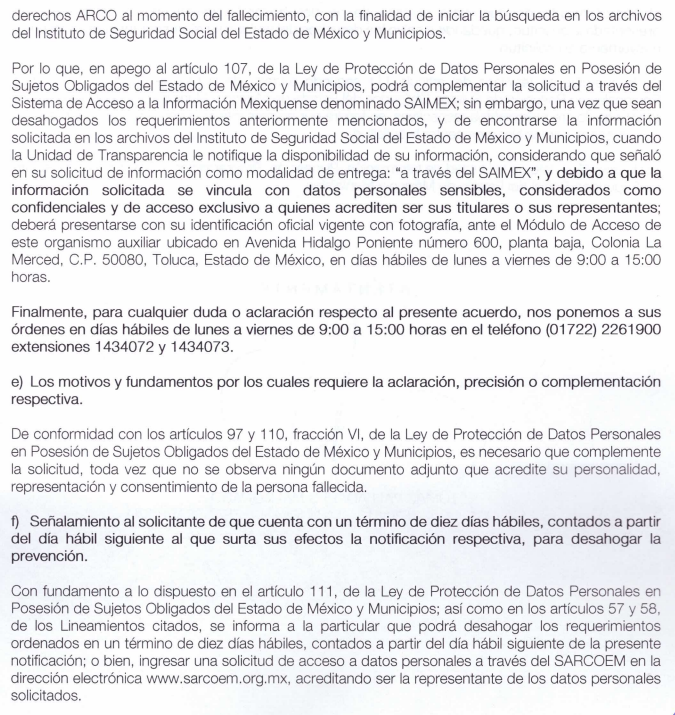 derechos ARCO al momento del fallecimiento, con la finalidad de iniciar la búsqueda en los archivos
del Instituto de Seguridad Social del Estado de México y Municipios.
Por lo que, en apego al artículo 107, de la Ley de Protección de Datos Personales en Posesión de
Sujetos Obligados del Estado de México y Municipios, podrá complementar la solicitud a través del
Sistema de Acceso a la Información Mexiquense denominado SAIMEX; sin embargo, una vez que sean
desahogados los requerimientos anteriormente mencionados, y de encontrarse la información
solicitada en los archivos del Instituto de Seguridad Social del Estado de México y Municipios, cuando
la Unidad de Transparencia le notifique la disponibilidad de su información, considerando que señaló
en su solicitud de información como modalidad de entrega: "a través del SAIMEX", y debido a que la
información solicitada se vincula con datos personales sensibles, considerados como
confidenciales y de acceso exclusivo a quienes acrediten ser sus titulares o sus representantes;
deberá presentarse con su identificación oficial vigente con fotografía, ante el Módulo de Acceso de
este organismo auxiliar ubicado en Avenida Hidalgo Poniente número 600, planta baja, Colonia La
Merced, C.P. 50080, Toluca, Estado de México, en días hábiles de lunes a viernes de 9:00 a 15:00
horas.
Finalmente, para cualquier duda o aclaración respecto al presente acuerdo, nos ponemos a sus
órdenes en días hábiles de lunes a viernes de 9:00 a 15:00 horas en el teléfono (01722) 2261900
extensiones 1434072 y 1434073.
e) Los motivos y fundamentos por los cuales requiere la aclaración, precisión o complementación
respectiva.
De conformidad con los artículos 97 y 110, fracción VI, de la Ley de Protección de Datos Personales
en Posesión de Sujetos Obligados del Estado de México y Municipios, es necesario que complemente
la solicitud, toda vez que no se observa ningún documento adjunto que acredite su personalidad,
representación y consentimiento de la persona fallecida.
f) Señalamiento al solicitante de que cuenta con un término de diez días hábiles, contados a partir
del día hábil siguiente al que surta sus efectos la notificación respectiva, para desahogar la
prevención.
Con fundamento a lo dispuesto en el artículo 111, de la Ley de Protección de Datos Personales en
Posesión de Sujetos Obligados del Estado de México y Municipios; así como en los artículos 57 y 58,
de los Lineamientos citados, se informa a la particular que podrá desahogar los requerimientos
ordenados en un término de diez días hábiles, contados a partir del día hábil siguiente de la presente
notificación; o bien, ingresar una solicitud de acceso a datos personales a través del SARCOEM en la
dirección electrónica www.sarcoem.org.mx, acreditando ser la representante de los datos personales
solicitados.